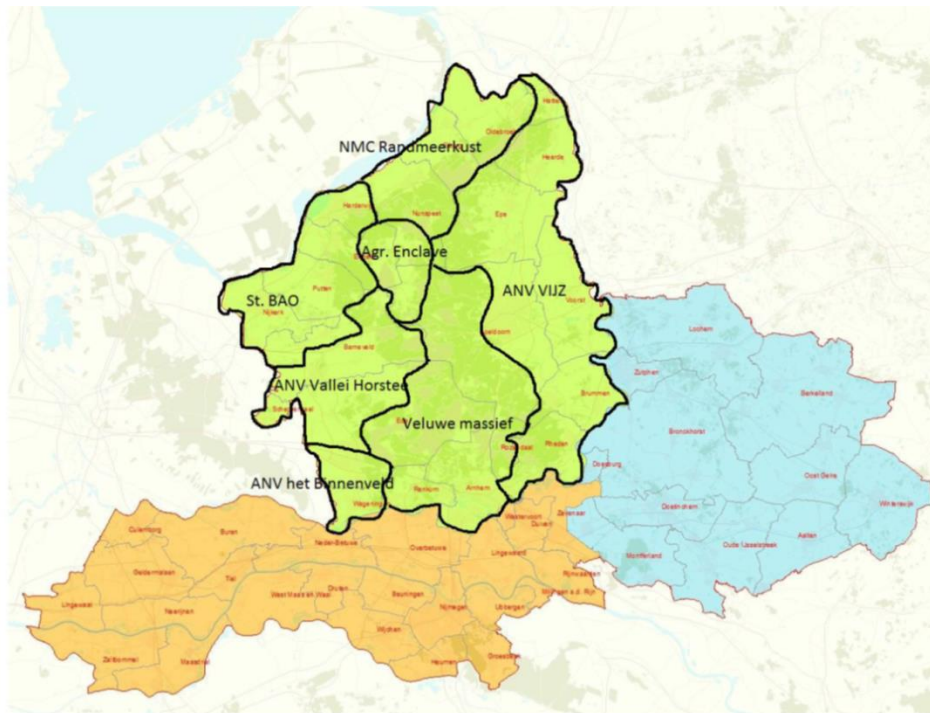 Hattem
Oldebroek
NMC Randmeerkust
Heerde
Harderwijk
Nunspeet
Epe
Agr. Enclave
Putten
St. BAO
Nijkerk
ANV VIJZ
Voorst
Lochem
Apeldoorn
Barneveld
Zutphen
ANV Vallei Horstee
Berkelland
Brummen
Scherpenzeel
Veluwe massief
Bronckhorst
Rozendaal
Rheden
Doesburg
Oost Gelre
ANV het Binnenveld
Renkum
Arnhem
Wageningen
Winterswijk
Doetinchem
Zevenaar
Westervoort
Duiven
Culemborg
Buren
Neder-Betuwe
Overbetuwe
Lingewaard
Oude IJsselstreek
Aalten
Montferland
Geldermalsen
Tiel
Rijnwaarden
Druten
West Maas en Waal
Beuningen
Millingen a.d. Rijn
Lingewaal
Neerijnen
Nijmegen
Ubbergen
Wijchen
Zaltbommel
Maasdriel
Heumen
Groesbeek